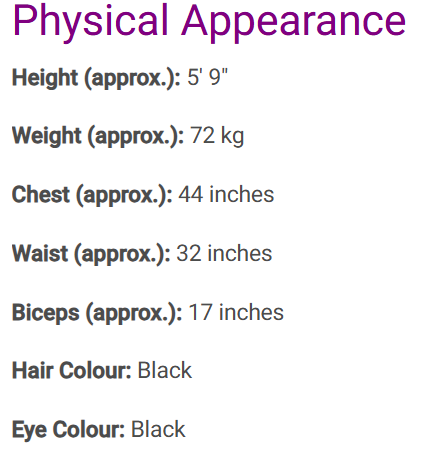 Physical Appearance
Height (approx.): 5' 9"
Weight (approx.): 72 kg
Chest (approx.): 44 inches
Waist (approx.): 32 inches
Biceps (approx.): 17 inches
Hair Colour: Black
Eye Colour: Black